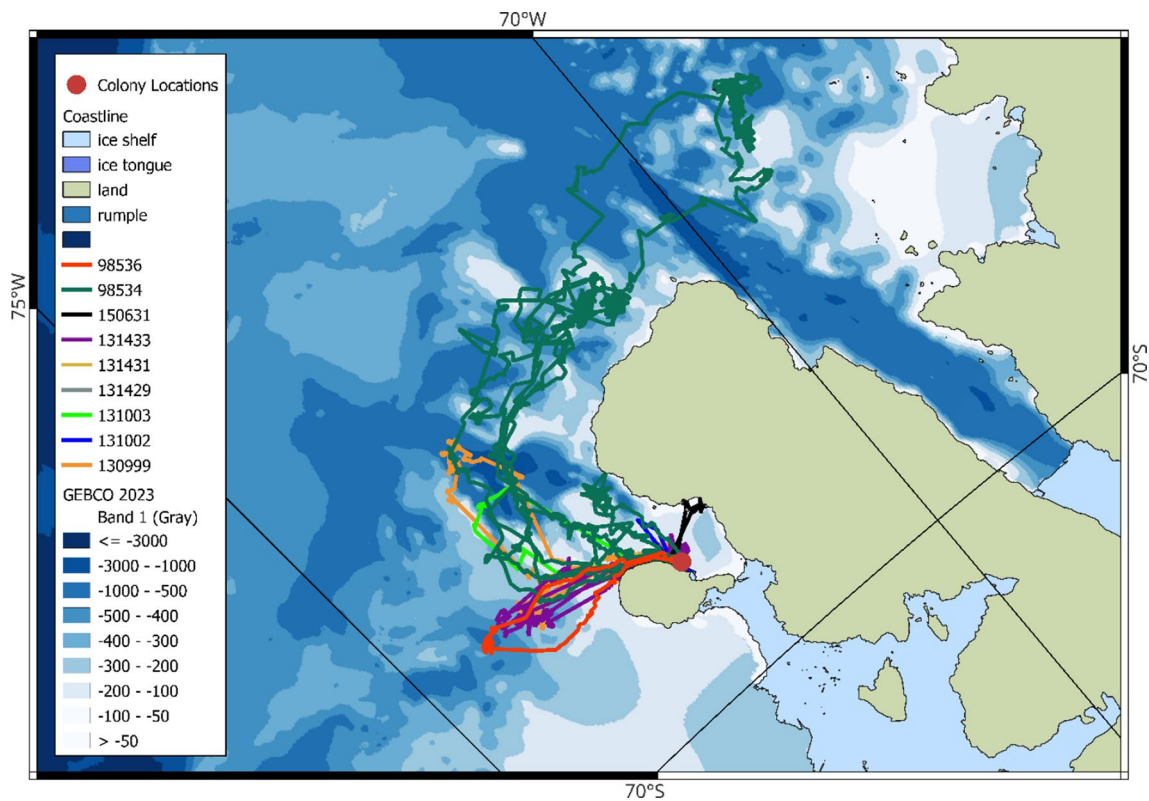 70°W
75°W
70°S
70°S
Colony Locations
Coastline
ice shelf
ice tongue
land
rumple
98536
98534
150631
131433
131431
131429
131003
131002
130999
GEBCO 2023
Band 1 (Gray)
<= -3000
-3000 - -1000
-1000 - -500
-500 - -400
-400 - -300
-300 - -200
-200 - -100
-100 - -50
> -50